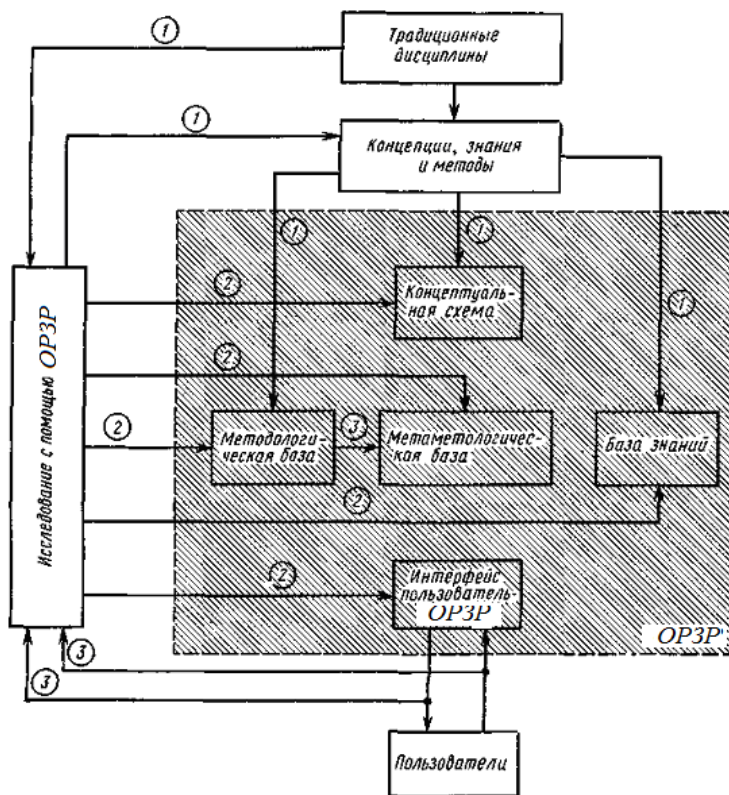 1
Традиционные
дисциплины
1
Концепции, знания
и методы
1
1
2
Концептуаль-
ная схема
1
Исследование с помощью ОРЗР
2
2
Методологи-
ческая база
3
Метаметологичес-
кая база
База знаний
2
2
Интерфейс
пользователь-
ОРЗР
ОРЗР
3
3
Пользователи